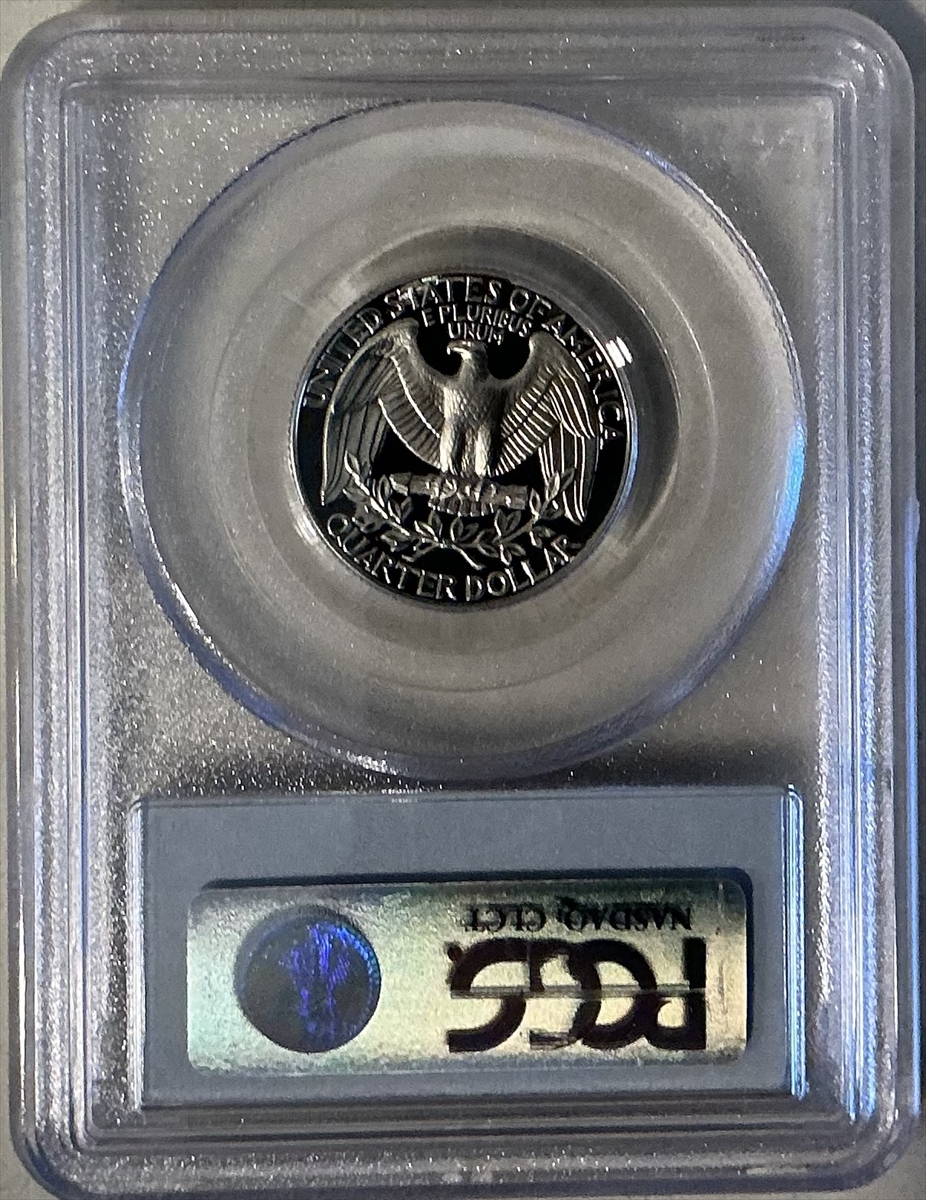 UNITED STATES OF AMERICA
E PLURIBUS
UNUM
QUARTER DOLLAR
PCGS
NASDAQ: CLCT